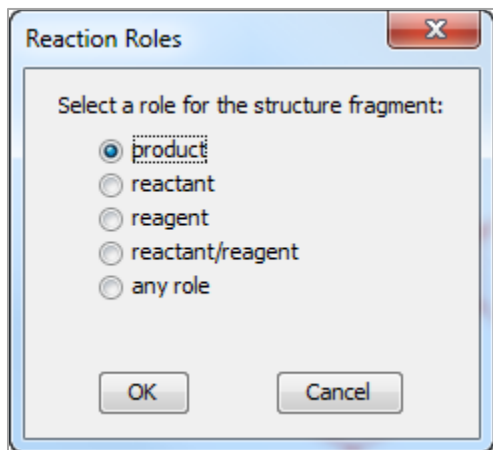 Reaction Roles
Select a role for the structure fragment:
product
reactant
reagent
reactant/reagent
any role
OK Cancel